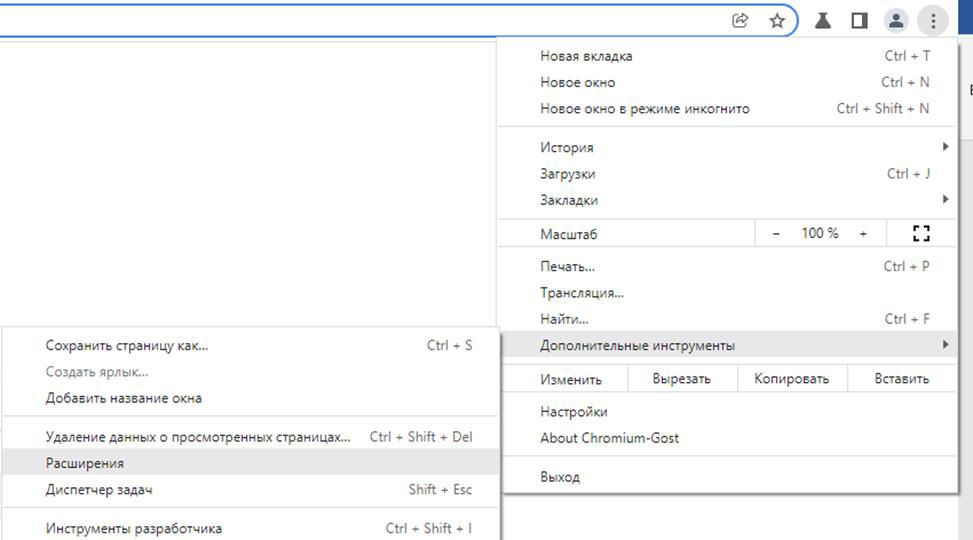 Новая вкладка Ctrl + T
Новое окно Ctrl + N
Новое окно в режиме инкогнито Ctrl + Shift + N
История
Загрузки Ctrl + J
Закладки
Масштаб − 100 % +
Печать... Ctrl + P
Трансляция...
Найти... Ctrl + F
Дополнительные инструменты
Изменить Вырезать Копировать Вставить
Настройки
About Chromium-Gost
Выход
Сохранить страницу как... Ctrl + S
Создать ярлык...
Добавить название окна
Удаление данных о просмотренных страницах... Ctrl + Shift + Del
Расширения
Диспетчер задач Shift + Esc
Инструменты разработчика Ctrl + Shift + I